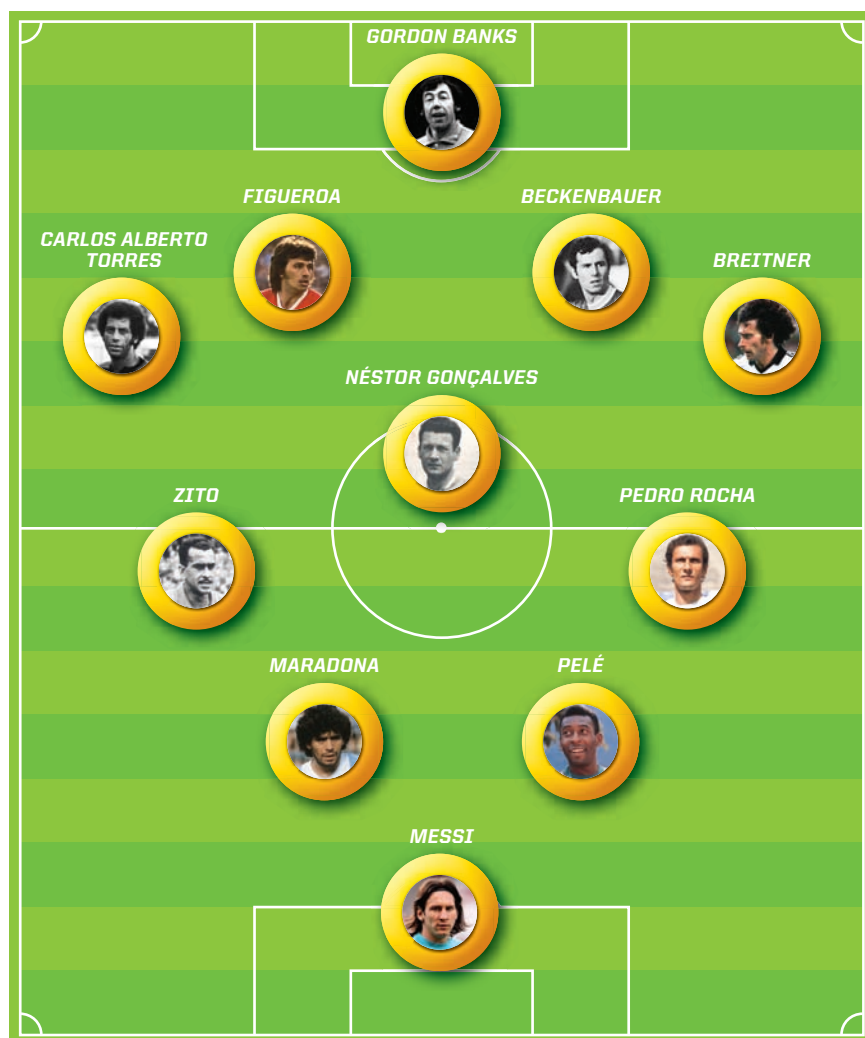 GORDON BANKS
FIGUEROA
BECKENBAUER
CARLOS ALBERTO
TORRES
BREITNER
NÉSTOR GONÇALVES
ZITO
PEDRO ROCHA
MARADONA
PELÉ
MESSI